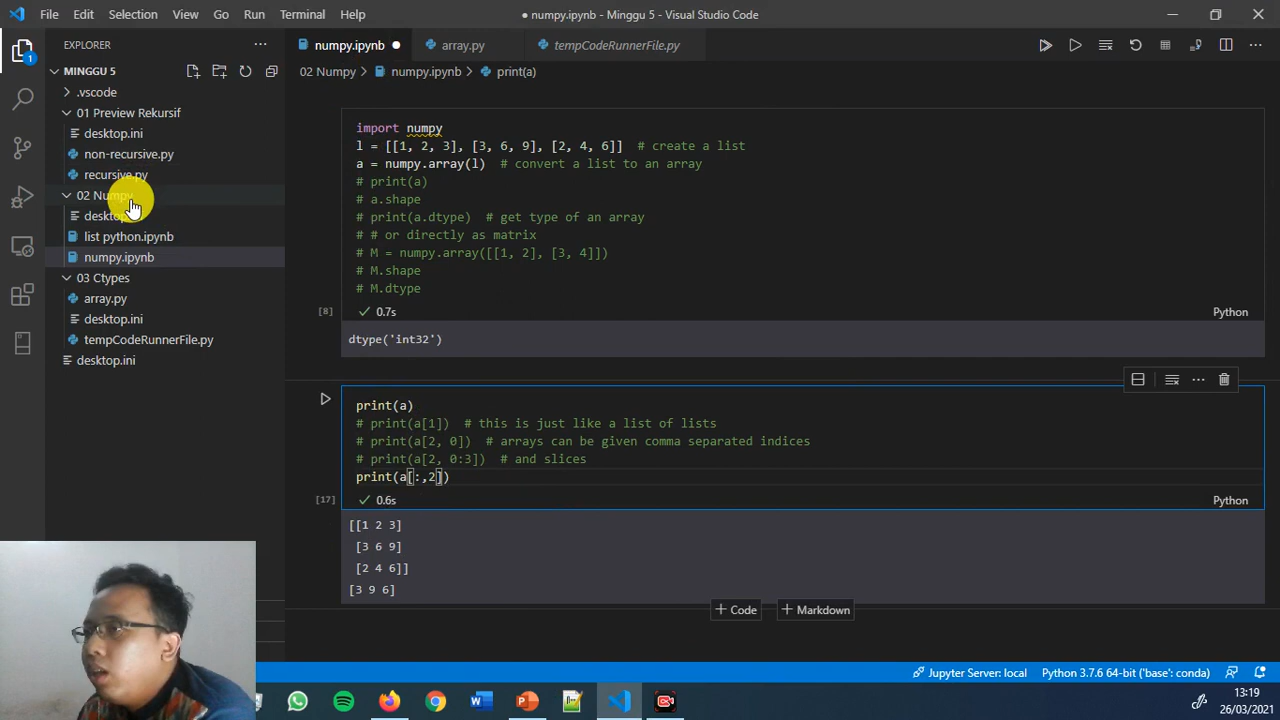 File Edit Selection View Go Run Terminal Help
● numpy.ipynb - Minggu 5 - Visual Studio Code
EXPLORER
MINGGU 5
.vscode
01 Preview Rekursif
desktop.ini
non-recursive.py
recursive.py
02 Numpy
list python.ipynb
numpy.ipynb
03 Ctypes
array.py
desktop.ini
tempCodeRunnerFile.py
desktop.ini
1
numpy.ipynb ● array.py tempCodeRunnerFile.py
02 Numpy > numpy.ipynb > print(a)
import numpy
l = [[1, 2, 3], [3, 6, 9], [2, 4, 6]] # create a list
a = numpy.array(l) # convert a list to an array
# print(a)
# a.shape
# print(a.dtype) # get type of an array
# # or directly as matrix
# M = numpy.array([[1, 2], [3, 4]])
# M.shape
# M.dtype
[8] 0.7s Python
dtype('int32')
print(a)
# print(a[1]) # this is just like a list of lists
# print(a[2, 0]) # arrays can be given comma separated indices
# print(a[2, 0:3]) # and slices
print(a[:,2])
[17] 0.6s Python
[[1 2 3]
[3 6 9]
[2 4 6]]
[3 9 6]
+ Code + Markdown
Jupyter Server: local Python 3.7.6 64-bit ('base': conda)
13:19
26/03/2021